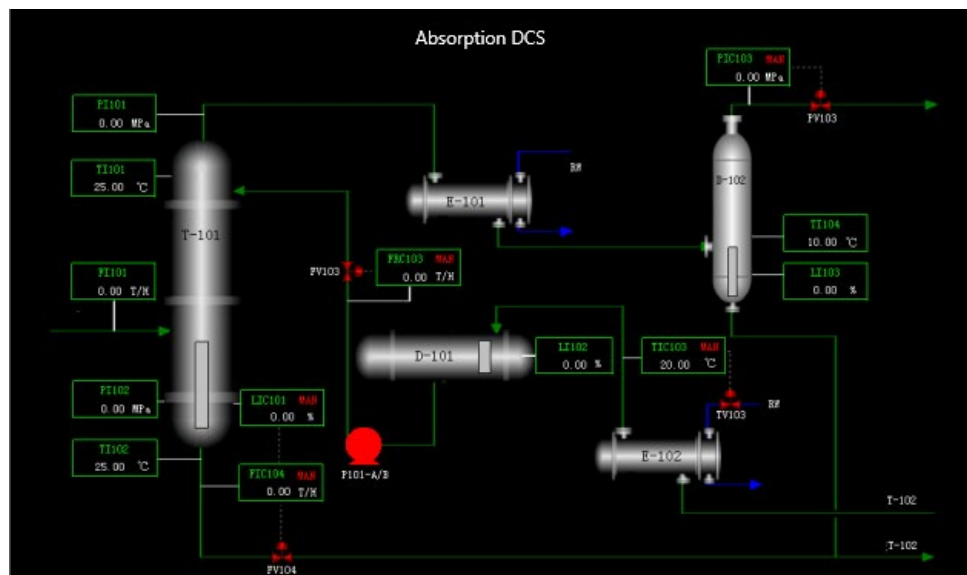 Absorption DCS
PIC103 MAN
0.00 MPa
PV103
PI101
0.00 MPa
TI101
25.00 ℃
RW
E-101
D-102
T-101
TI104
10.00 ℃
FI101
0.00 T/H
FV103
FRC103 MAN
0.00 T/H
LI103
0.00 %
D-101
LI102
0.00 %
TIC103 MAN
20.00 ℃
PI102
0.00 MPa
LIC101 MAN
0.00 %
TV103
RW
TI102
25.00 ℃
P101-A/B
E-102
FIC104 MAN
0.00 T/H
T-102
T-102
FV104